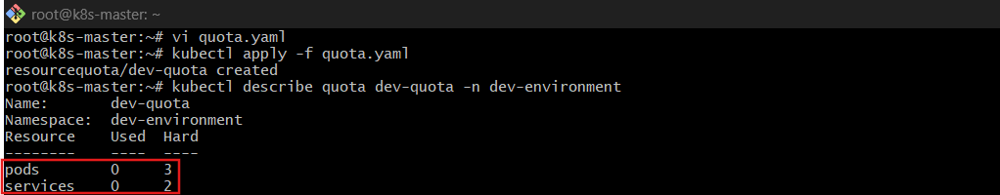 root@k8s-master: ~
root@k8s-master:~# vi quota.yaml
root@k8s-master:~# kubectl apply -f quota.yaml
resourcequota/dev-quota created
root@k8s-master:~# kubectl describe quota dev-quota -n dev-environment
Name:       dev-quota
Namespace:  dev-environment
Resource    Used  Hard
--------    ----  ----
pods        0     3
services    0     2